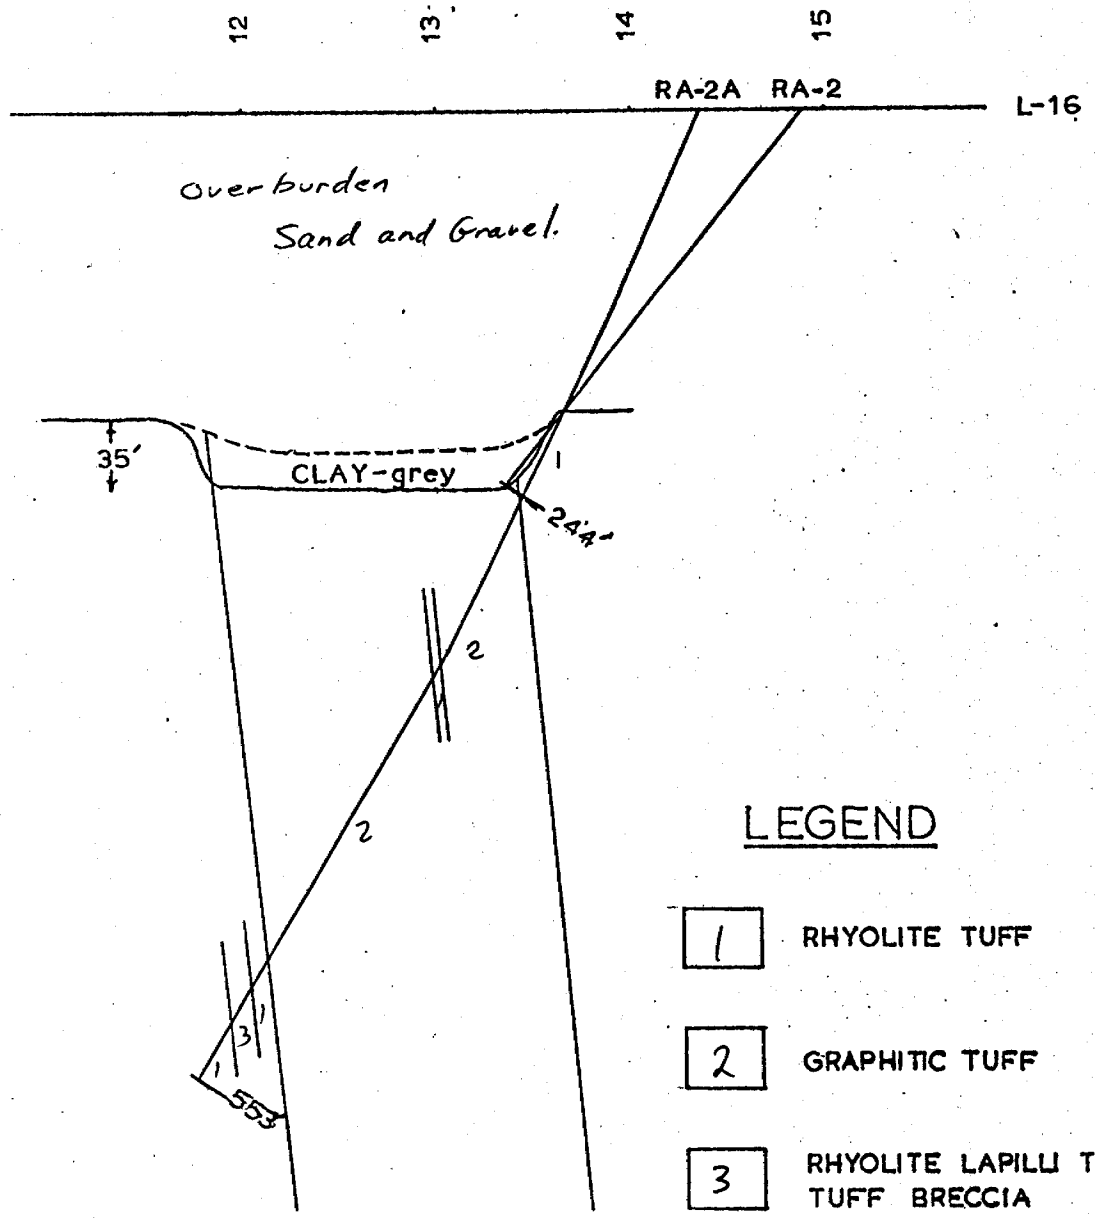 12 13 14 15
RA-2A RA-2
L-16
Overburden
Sand and Gravel.
35'
CLAY-grey
1
2
2
1
3
1
553
LEGEND
1 RHYOLITE TUFF
2 GRAPHITIC TUFF
3 RHYOLITE LAPILLI T
TUFF BRECCIA